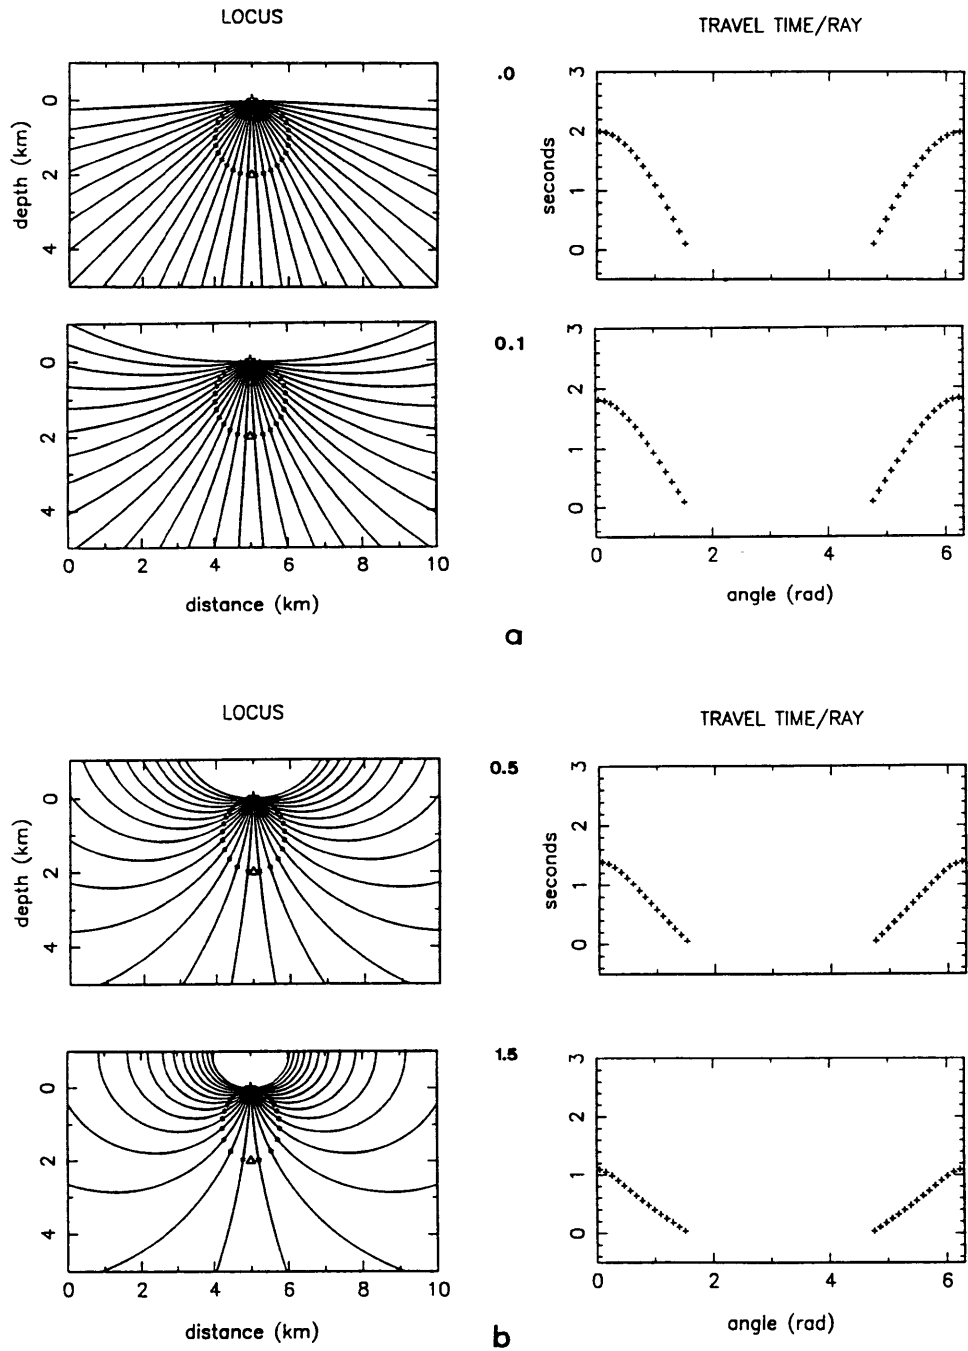 LOCUS
TRAVEL TIME/RAY
.0
depth (km)
0
2
4
seconds
3
2
1
0
0.1
0
2
4
0 2 4 6 8 10
distance (km)
3
2
1
0
0 2 4 6
angle (rad)
a
LOCUS
TRAVEL TIME/RAY
0.5
depth (km)
0
2
4
seconds
3
2
1
0
1.5
0
2
4
0 2 4 6 8 10
distance (km)
3
2
1
0
0 2 4 6
angle (rad)
b